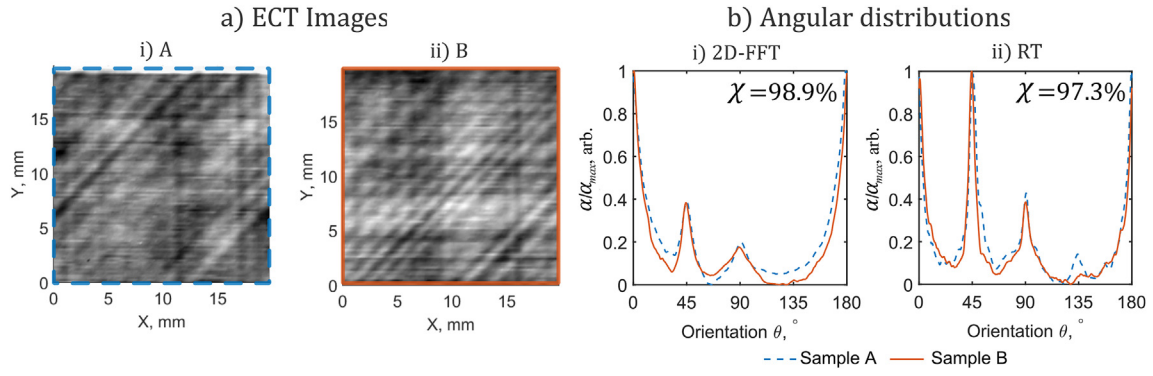 a) ECT Images
b) Angular distributions
i) A
ii) B
i) 2D-FFT
ii) RT
15
10
5
0
Y, mm
0
5
10
15
X, mm
15
10
5
0
Y, mm
0
5
10
15
X, mm
1
0.8
0.6
0.4
0.2
0
α/αmax, arb.
χ=98.9%
0
45
90
135
180
Orientation θ, °
1
0.8
0.6
0.4
0.2
0
α/αmax, arb.
χ=97.3%
0
45
90
135
180
Orientation θ, °
Sample A
Sample B